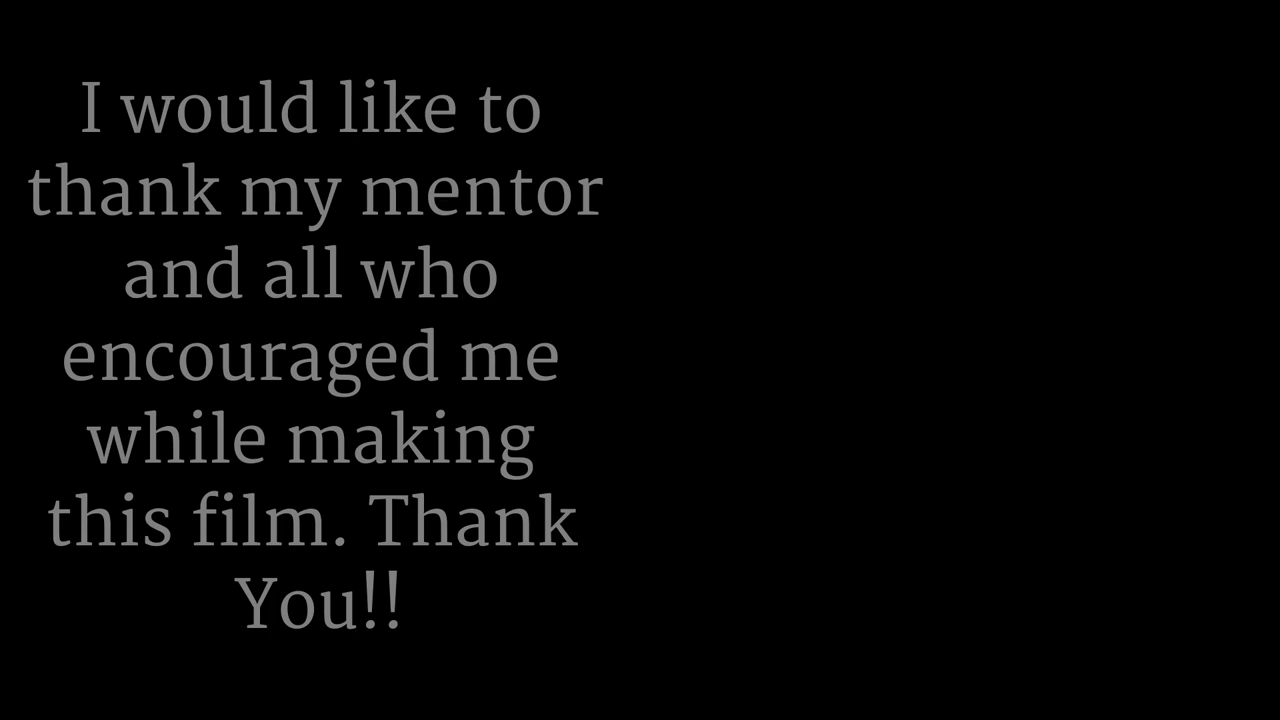 I would like to
thank my mentor
and all who
encouraged me
while making
this film. Thank
You!!